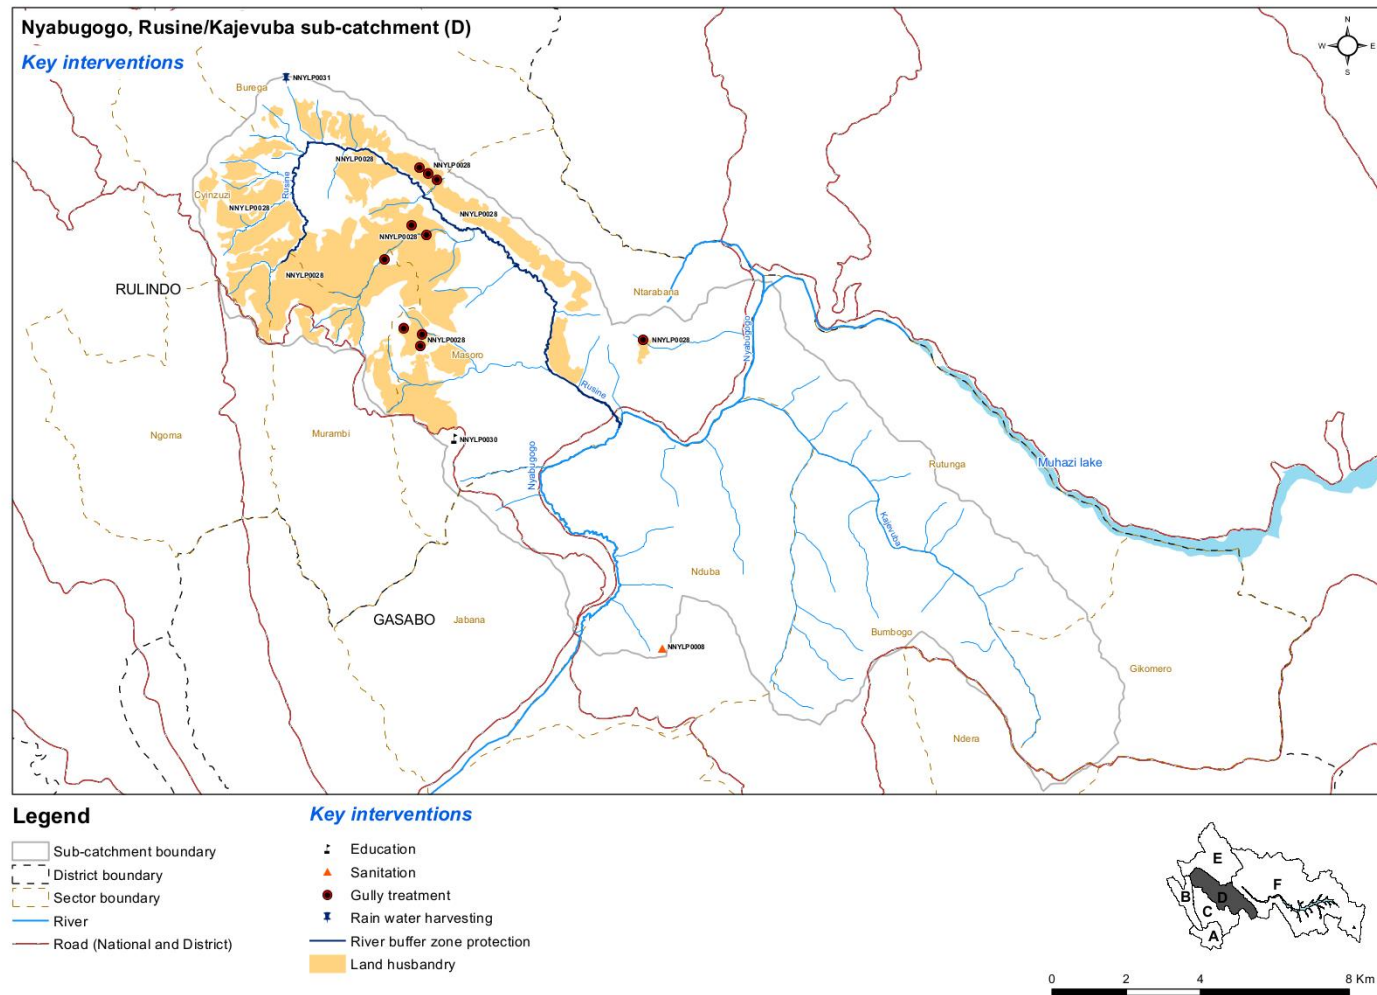 Nyabugogo, Rusine/Kajevuba sub-catchment (D)
Key interventions
N
W
E
S
NNYLP0031
Burega
NNYLP0028
NNYLP0028
Rusine
Cyinzuzi
NNYLP0028
NNYLP0028
NNYLP0028
NNYLP0028
RULINDO
Ntarabana
Nyabugogo
NNYLP0028
NNYLP0028
Masoro
Rusine
Ngoma
Murambi
NNYLP0030
Nyabugogo
Rutunga
Muhazi lake
Kajevuba
Nduba
GASABO
Jabana
Bumbogo
NNYLP0008
Gikomero
Ndera
Legend
Sub-catchment boundary
District boundary
Sector boundary
River
Road (National and District)
Key interventions
Education
Sanitation
Gully treatment
Rain water harvesting
River buffer zone protection
Land husbandry
E
F
B
D
C
A
0 2 4 8 Km